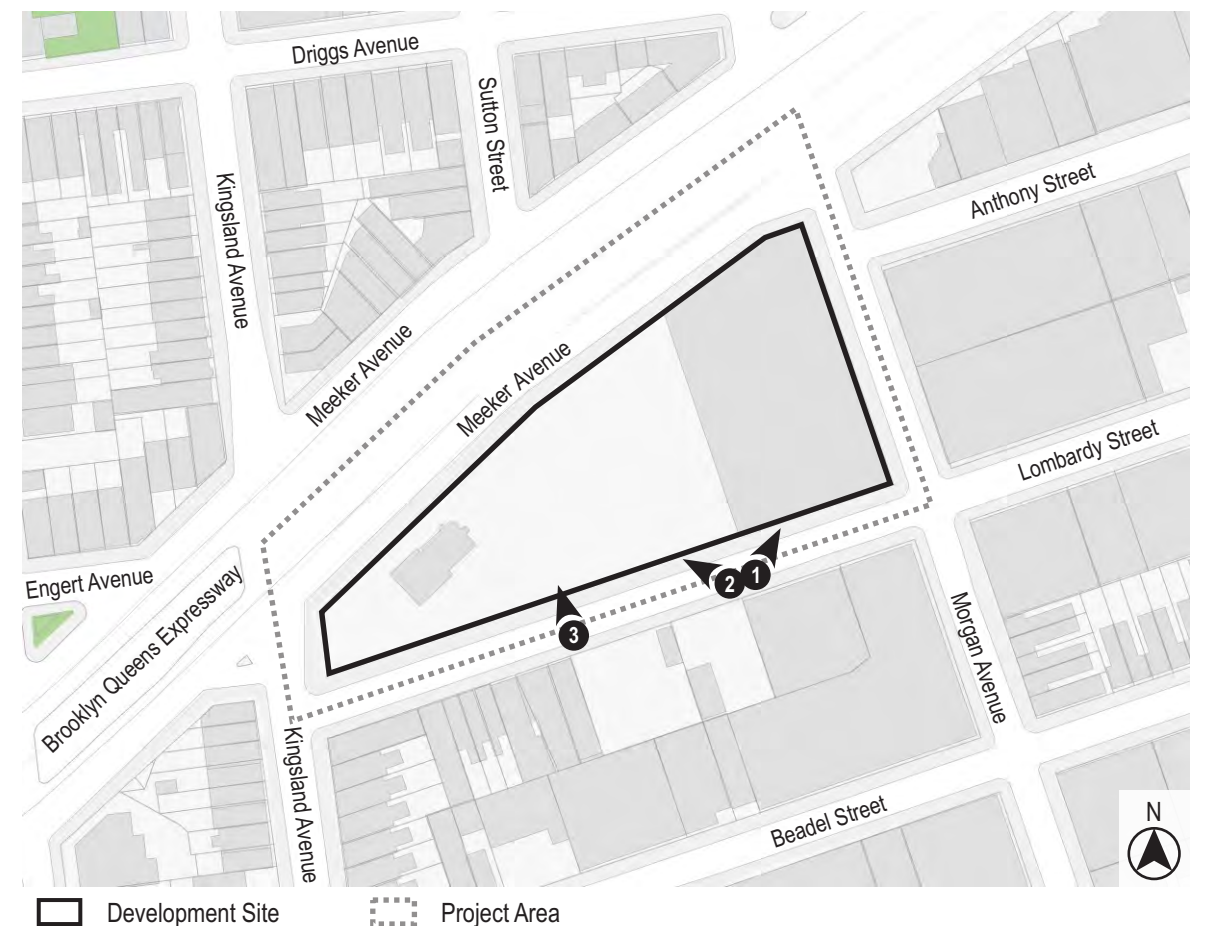 Driggs Avenue
Sutton Street
Kingsland Avenue
Anthony Street
Meeker Avenue
Meeker Avenue
Lombardy Street
Engert Avenue
Brooklyn Queens Expressway
1
2
3
Morgan Avenue
Kingsland Avenue
Beadel Street
N
Development Site
Project Area